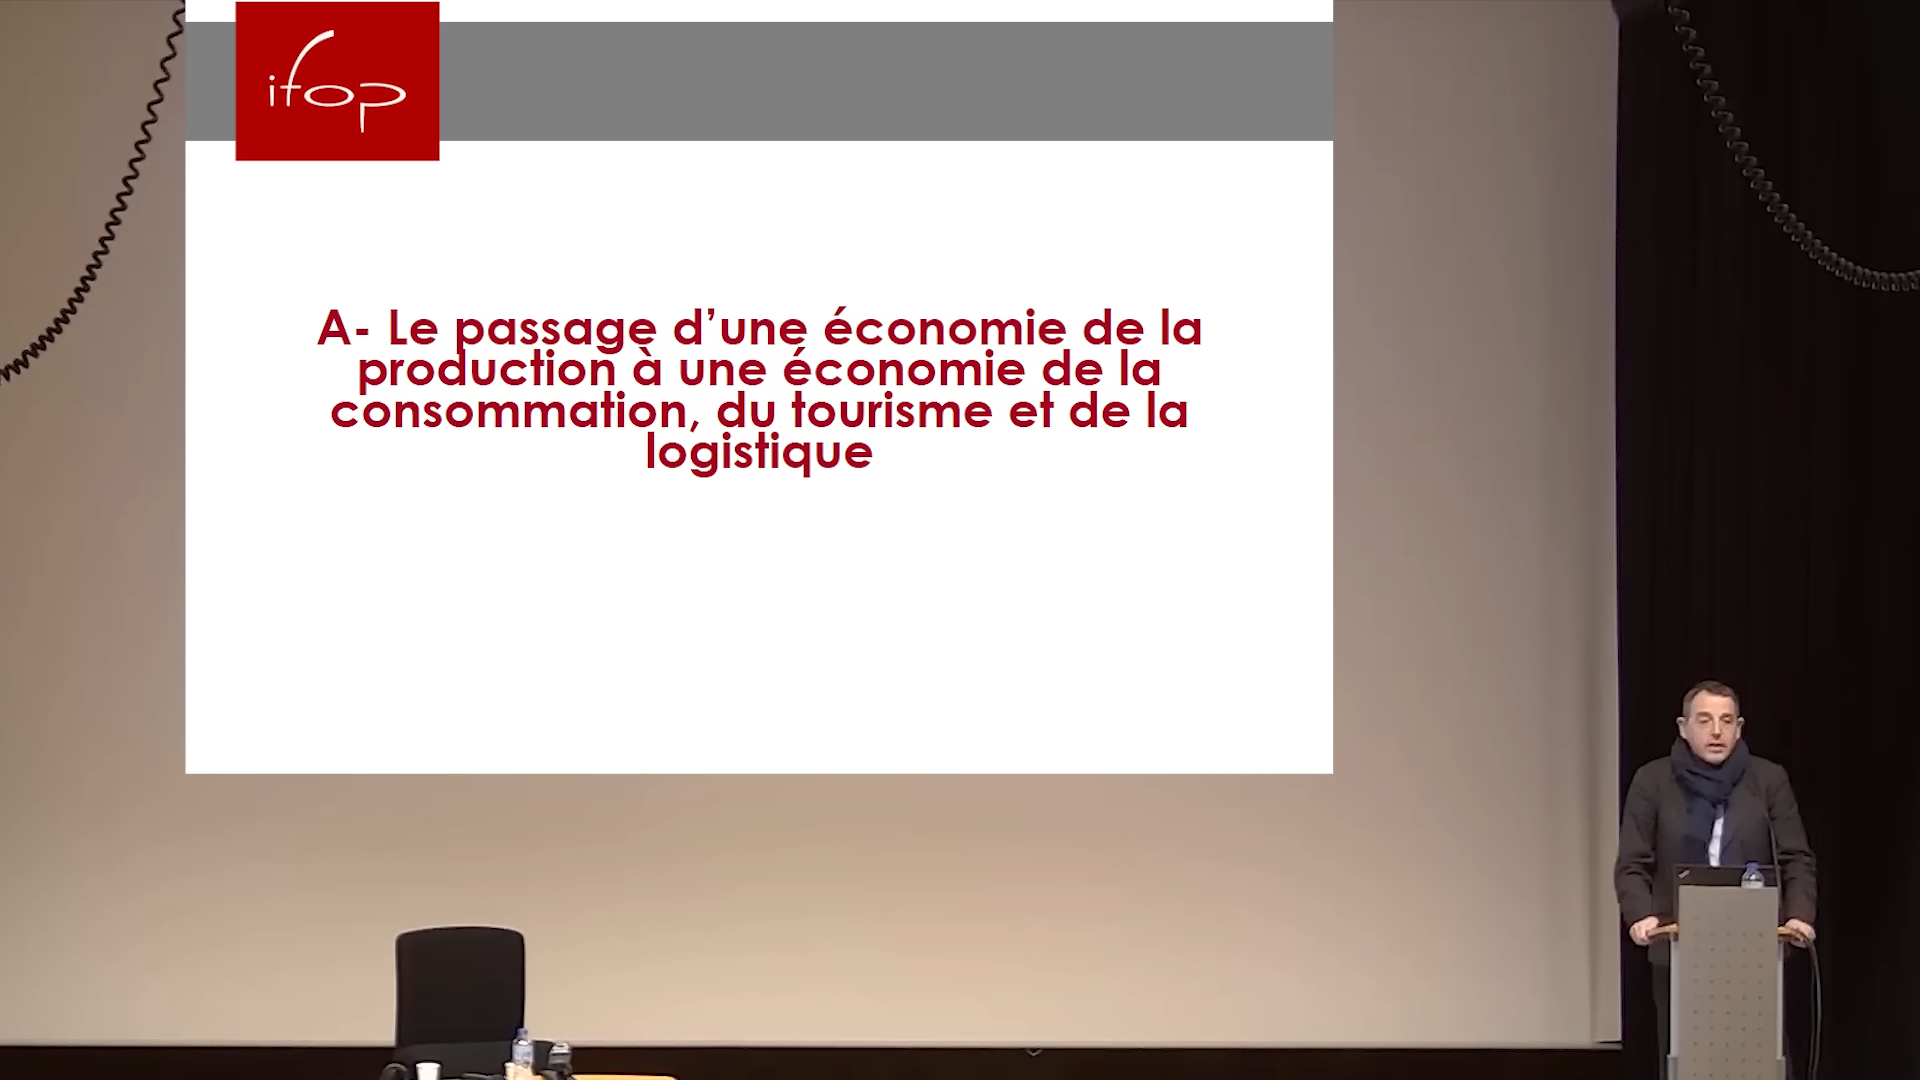 ifop
A- Le passage d’une économie de la
production à une économie de la
consommation, du tourisme et de la
logistique